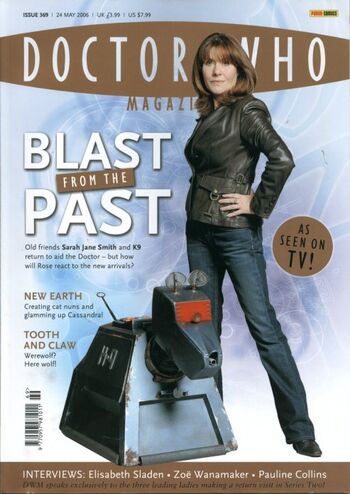 ISSUE 369 | 24 MAY 2006 | UK £3.99 | US $7.99
PANINI COMICS
DOCTOR WHO
MAGAZI
BLAST
FROM THE
PAST
Old friends Sarah Jane Smith and K9
return to aid the Doctor – but how
will Rose react to the new arrivals?
AS
SEEN ON
TV!
NEW EARTH
Creating cat nuns and
glamming up Cassandra!
TOOTH
AND CLAW
Werewolf?
Here wolf!
K·9
INTERVIEWS: Elisabeth Sladen • Zoë Wanamaker • Pauline Collins
DWM speaks exclusively to the three leading ladies making a return visit in Series Two!